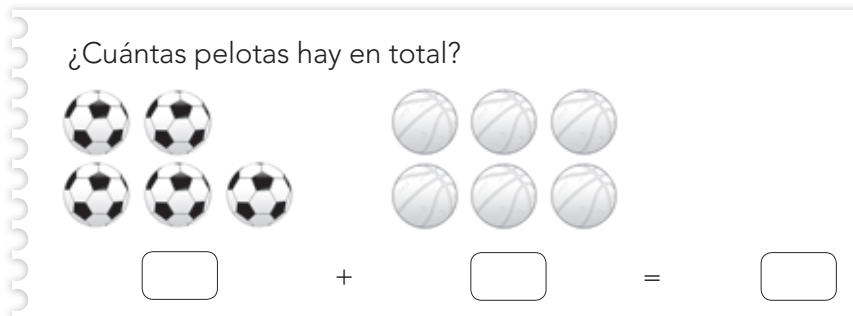 ¿Cuántas pelotas hay en total?
+ =